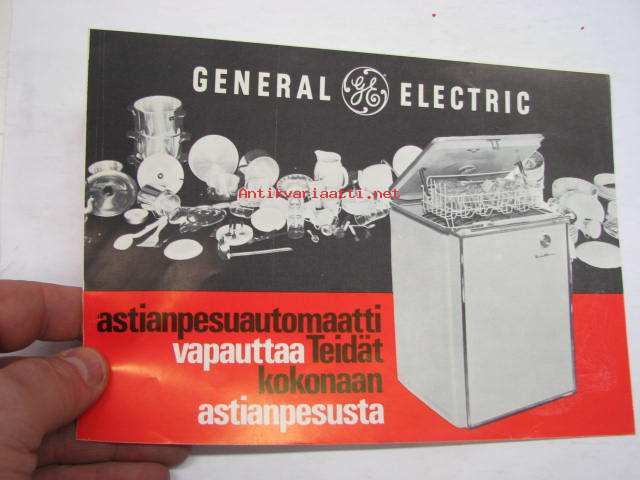 GENERAL GE ELECTRIC
Antikvariaatti.net
astianpesuautomaatti
vapauttaa Teidät
kokonaan
astianpesusta